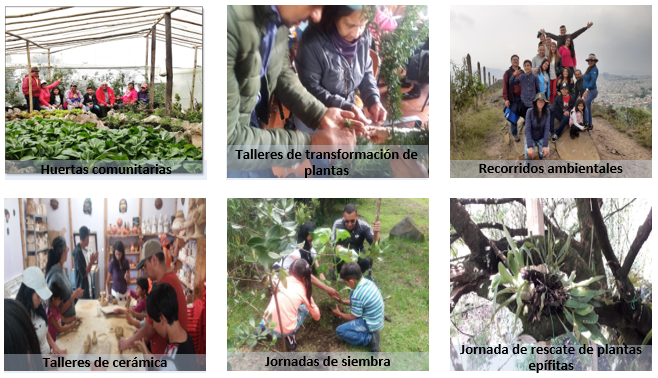 Huertas comunitarias
Talleres de transformación de
plantas
Recorridos ambientales
Talleres de cerámica
Jornadas de siembra
Jornada de rescate de plantas
epífitas